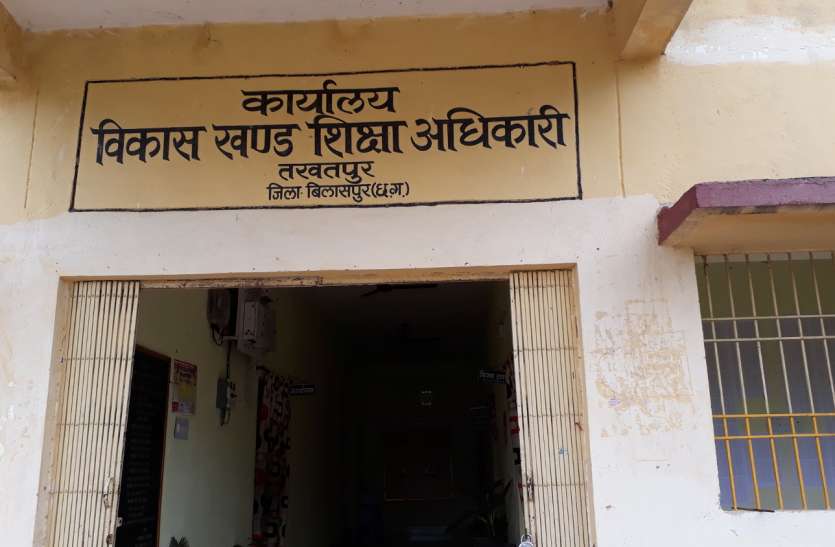 कार्यालय
विकास खण्ड शिक्षा अधिकारी
तखतपुर
जिला-बिलासपुर(छ.ग.)